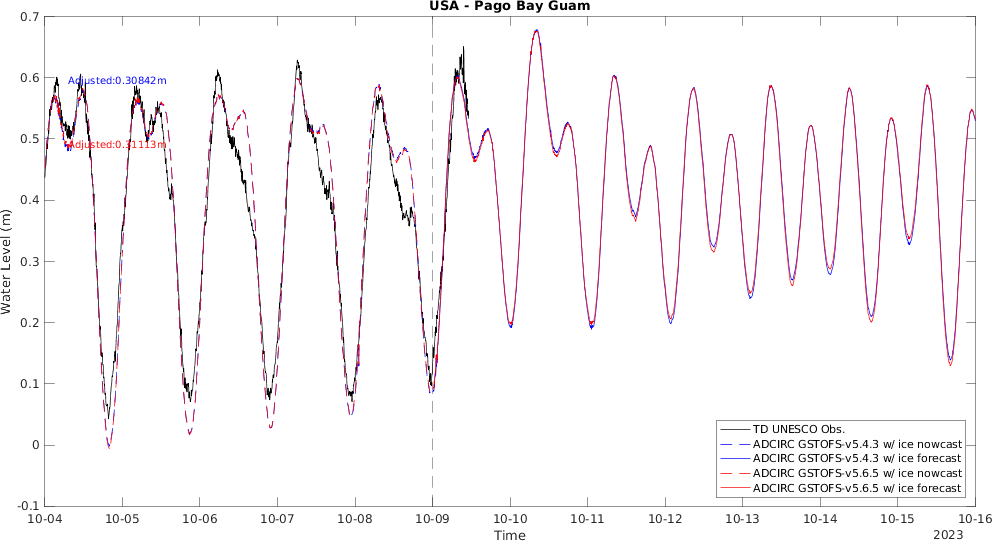 USA - Pago Bay Guam
0.7
0.6
0.5
0.4
0.3
0.2
0.1
0
-0.1
Water Level (m)
Adjusted:0.30842m
Adjusted:0.31113m
TD UNESCO Obs.
ADCIRC GSTOFS-v5.4.3 w/ ice nowcast
ADCIRC GSTOFS-v5.4.3 w/ ice forecast
ADCIRC GSTOFS-v5.6.5 w/ ice nowcast
ADCIRC GSTOFS-v5.6.5 w/ ice forecast
10-04 10-05 10-06 10-07 10-08 10-09 10-10 10-11 10-12 10-13 10-14 10-15 10-16
Time
2023